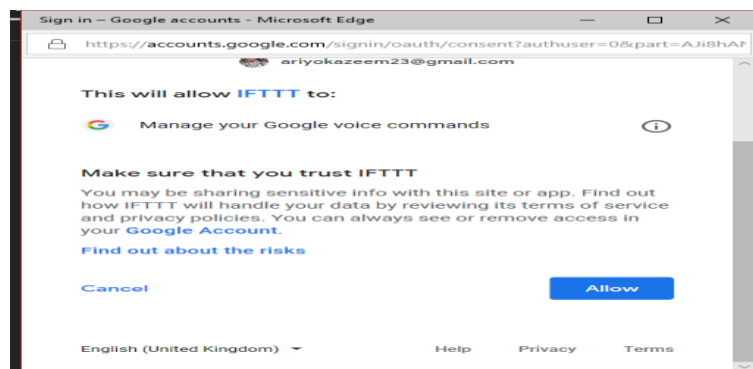 Sign in – Google accounts - Microsoft Edge
https://accounts.google.com/signin/oauth/consent?authuser=0&part=AJi8hAN
ariyokazeem23@gmail.com
This will allow IFTTT to:
Manage your Google voice commands
Make sure that you trust IFTTT
You may be sharing sensitive info with this site or app. Find out
how IFTTT will handle your data by reviewing its terms of service
and privacy policies. You can always see or remove access in
your Google Account.
Find out about the risks
Cancel
Allow
English (United Kingdom)
Help
Privacy
Terms